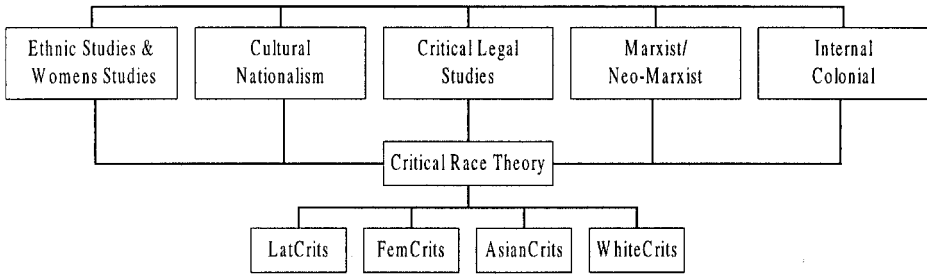 Ethnic Studies &
Womens Studies
Cultural
Nationalism
Critical Legal
Studies
Marxist/
Neo-Marxist
Internal
Colonial
Critical Race Theory
LatCrits
FemCrits
AsianCrits
WhiteCrits